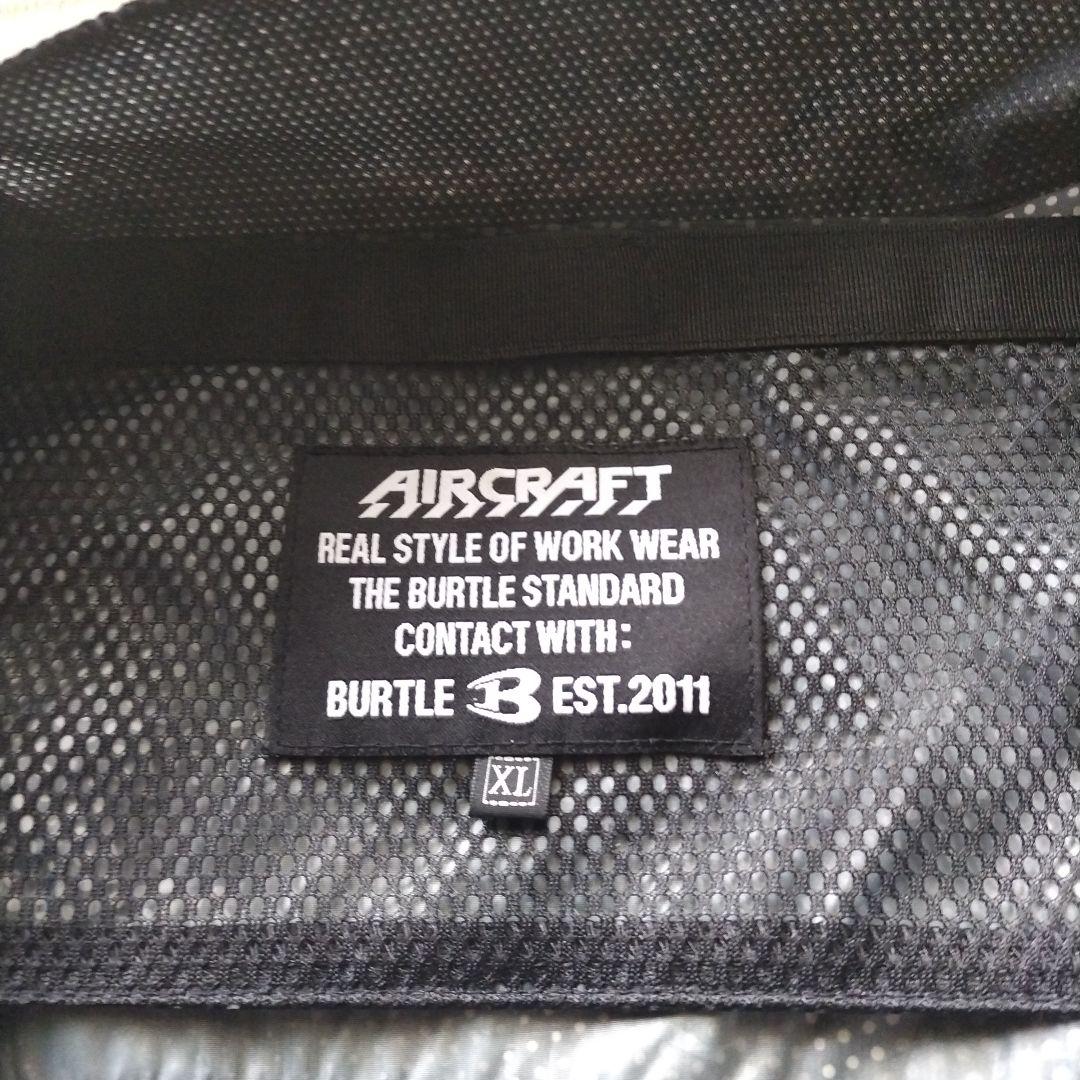 AIRCRAFT
REAL STYLE OF WORK WEAR
THE BURTLE STANDARD
CONTACT WITH:
BURTLE B EST.2011
XL